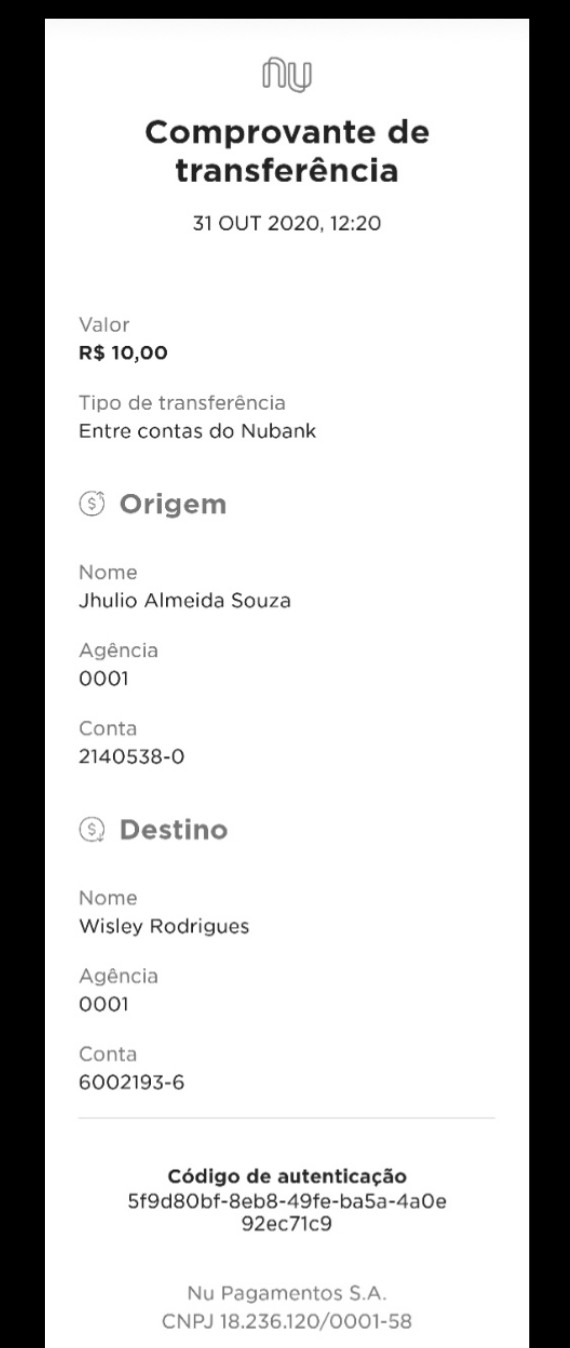 nu
Comprovante de
transferência
31 OUT 2020, 12:20
Valor
R$ 10,00
Tipo de transferência
Entre contas do Nubank
Origem
Nome
Jhulio Almeida Souza
Agência
0001
Conta
2140538-0
Destino
Nome
Wisley Rodrigues
Agência
0001
Conta
6002193-6
Código de autenticação
5f9d80bf-8eb8-49fe-ba5a-4a0e
92ec71c9
Nu Pagamentos S.A.
CNPJ 18.236.120/0001-58